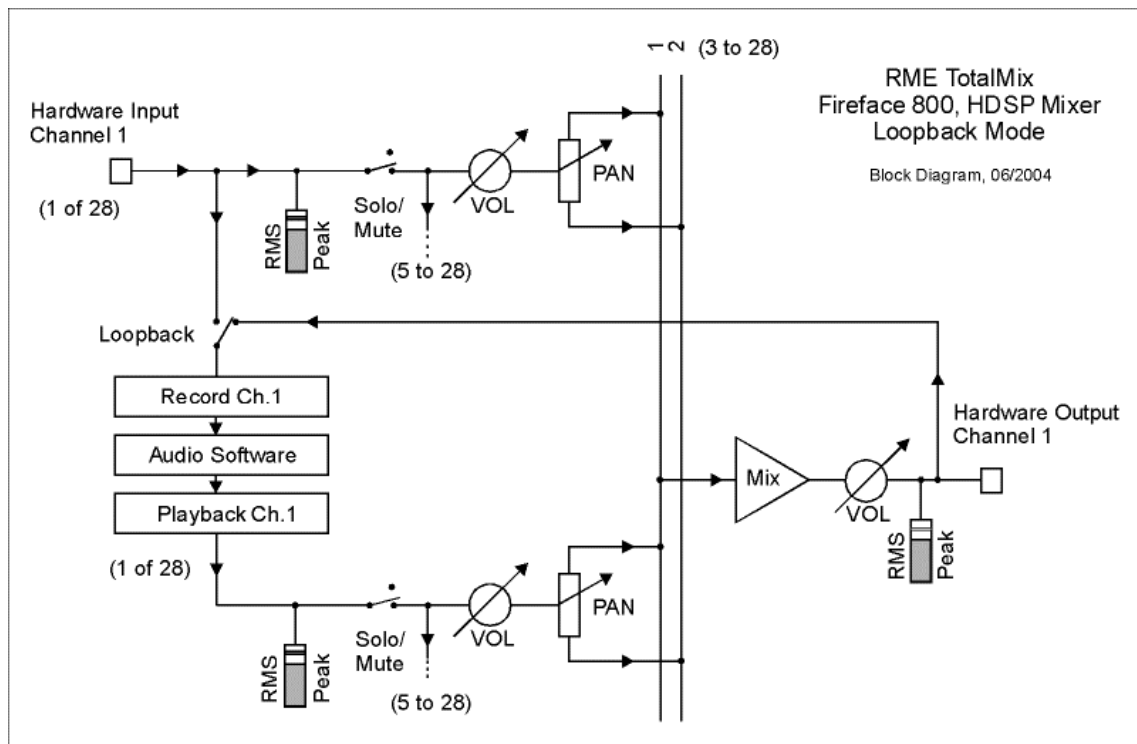 1
2
(3 to 28)
RME TotalMix
Fireface 800, HDSP Mixer
Loopback Mode
Block Diagram, 06/2004
Hardware Input
Channel 1
(1 of 28)
RMS
Peak
Solo/
Mute
(5 to 28)
VOL
PAN
Loopback
Record Ch.1
Audio Software
Playback Ch.1
(1 of 28)
Mix
VOL
Hardware Output
Channel 1
RMS
Peak
RMS
Peak
Solo/
Mute
(5 to 28)
VOL
PAN